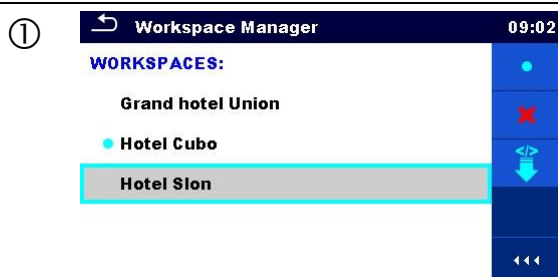 ①
Workspace Manager 09:02
WORKSPACES:
Grand hotel Union
Hotel Cubo
</>
Hotel Slon